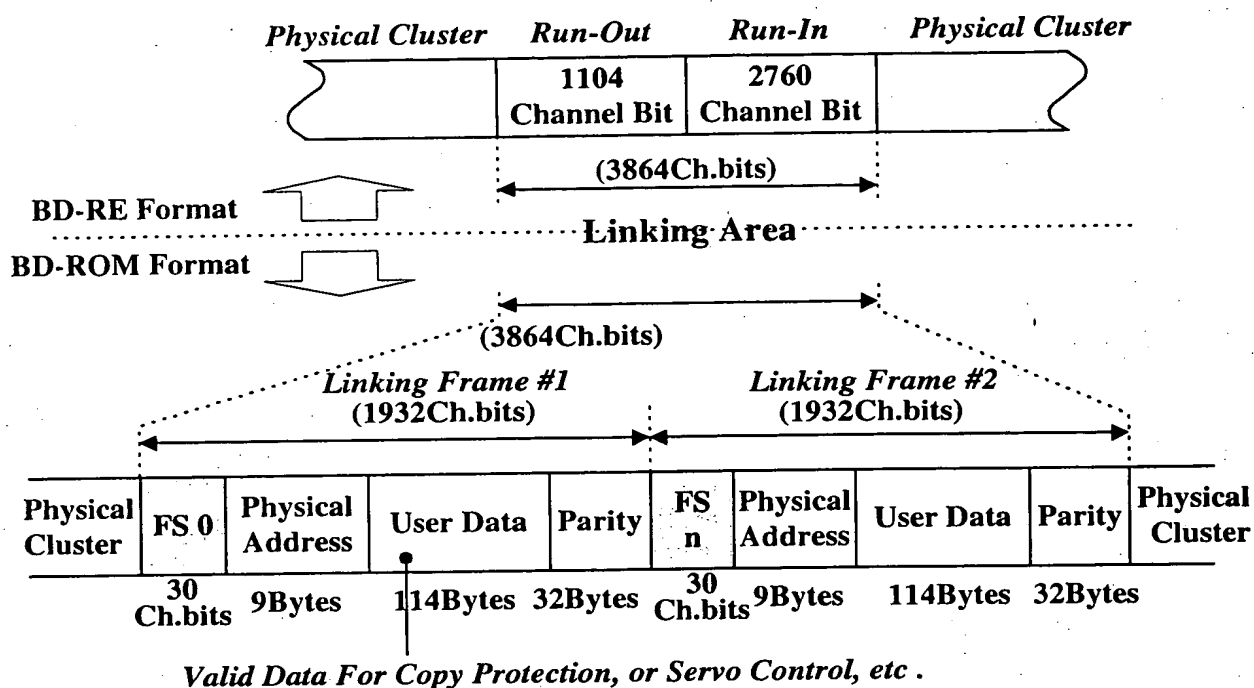 Physical Cluster Run-Out Run-In Physical Cluster
1104 Channel Bit
2760 Channel Bit
(3864Ch.bits)
BD-RE Format
Linking Area
BD-ROM Format
(3864Ch.bits)
Linking Frame #1
(1932Ch.bits)
Linking Frame #2
(1932Ch.bits)
Physical Cluster
FS 0
Physical Address
User Data
Parity
FS n
Physical Address
User Data
Parity
Physical Cluster
30 Ch.bits
9Bytes
114Bytes
32Bytes
30 Ch.bits
9Bytes
114Bytes
32Bytes
Valid Data For Copy Protection, or Servo Control, etc .